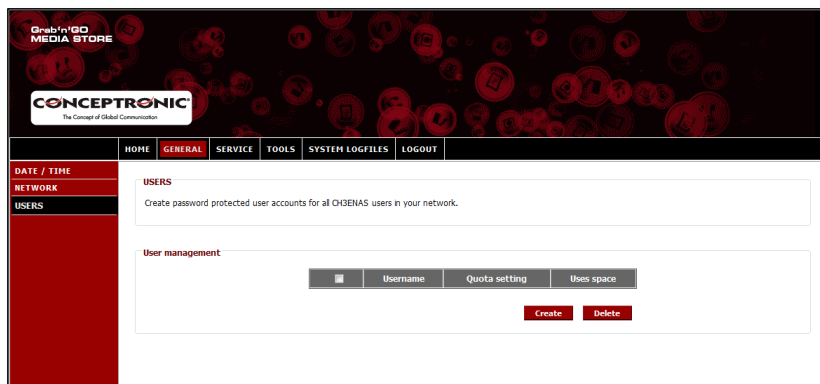 Grab'n'GO
MEDIA STORE
CONCEPTRONIC
The Concept of Global Communication
HOME GENERAL SERVICE TOOLS SYSTEM LOGFILES LOGOUT
DATE / TIME
NETWORK
USERS
USERS
Create password protected user accounts for all CH3ENAS users in your network.
User management
Username Quota setting Uses space
Create Delete